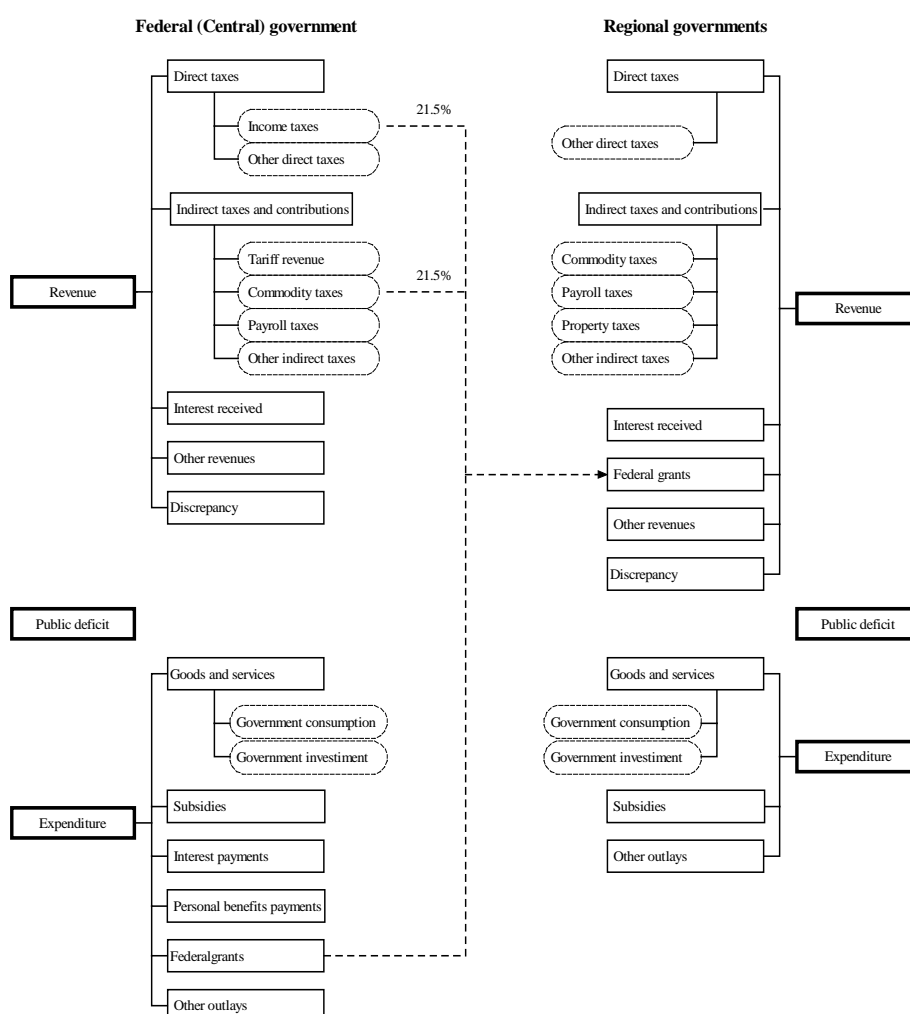 Federal (Central) government
Regional governments
Direct taxes
Income taxes
Other direct taxes
Indirect taxes and contributions
Tariff revenue
Commodity taxes
Payroll taxes
Other indirect taxes
Revenue
Interest received
Other revenues
Discrepancy
Public deficit
Goods and services
Government consumption
Government investiment
Expenditure
Subsidies
Interest payments
Personal benefits payments
Federalgrants
Other outlays
21.5%
21.5%
Direct taxes
Other direct taxes
Indirect taxes and contributions
Commodity taxes
Payroll taxes
Property taxes
Other indirect taxes
Revenue
Interest received
Federal grants
Other revenues
Discrepancy
Public deficit
Goods and services
Government consumption
Government investiment
Expenditure
Subsidies
Other outlays